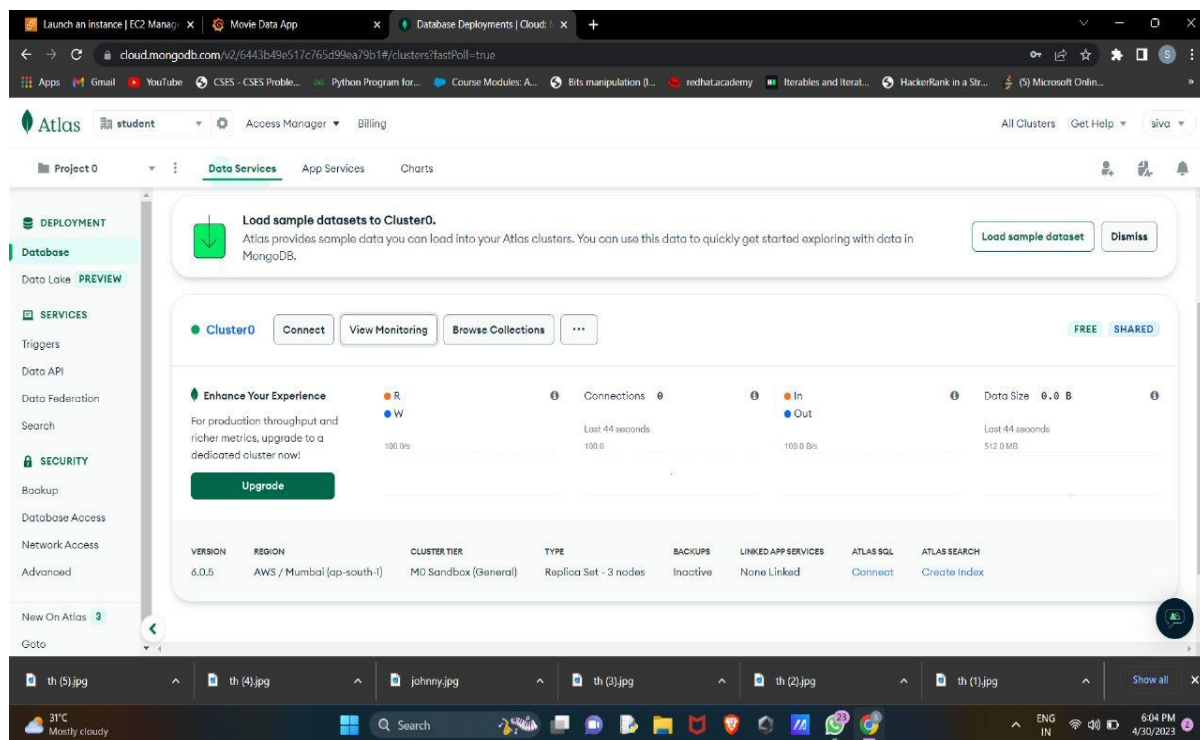 Launch an instance | EC2 Manag
Movie Data App
Database Deployments | Cloud:
cloud.mongodb.com/v2/6443b49e517c765d99ea79b1#/clusters?fastPoll=true
Apps Gmail YouTube CSES - CSES Proble... Python Program for... Course Modules: A... Bits manipulation (I... redhat.academy Iterables and Iterat... HackerRank in a Str... (5) Microsoft Onlin... »
Atlas student Access Manager Billing All Clusters Get Help siva
Project 0 Data Services App Services Charts
DEPLOYMENT
Database
Data Lake PREVIEW
SERVICES
Triggers
Data API
Data Federation
Search
SECURITY
Backup
Database Access
Network Access
Advanced
New On Atlas 3
Goto
Load sample datasets to Cluster0.
Atlas provides sample data you can load into your Atlas clusters. You can use this data to quickly get started exploring with data in
MongoDB.
Load sample dataset Dismiss
Cluster0 Connect View Monitoring Browse Collections ... FREE SHARED
Enhance Your Experience
For production throughput and
richer metrics, upgrade to a
dedicated cluster now!
Upgrade
R
W
100.0/s
Connections 0
Last 44 seconds
100.0
In
Out
100.0 B/s
Data Size 0.0 B
Last 44 seconds
512.0 MB
VERSION REGION CLUSTER TIER TYPE BACKUPS LINKED APP SERVICES ATLAS SQL ATLAS SEARCH
6.0.5 AWS / Mumbai (ap-south-1) M0 Sandbox (General) Replica Set - 3 nodes Inactive None Linked Connect Create Index
th (5).jpg th (4).jpg johnny.jpg th (3).jpg th (2).jpg th (1).jpg Show all
31°C
Mostly cloudy
Search
23
ENG
IN
6:04 PM
4/30/2023
2